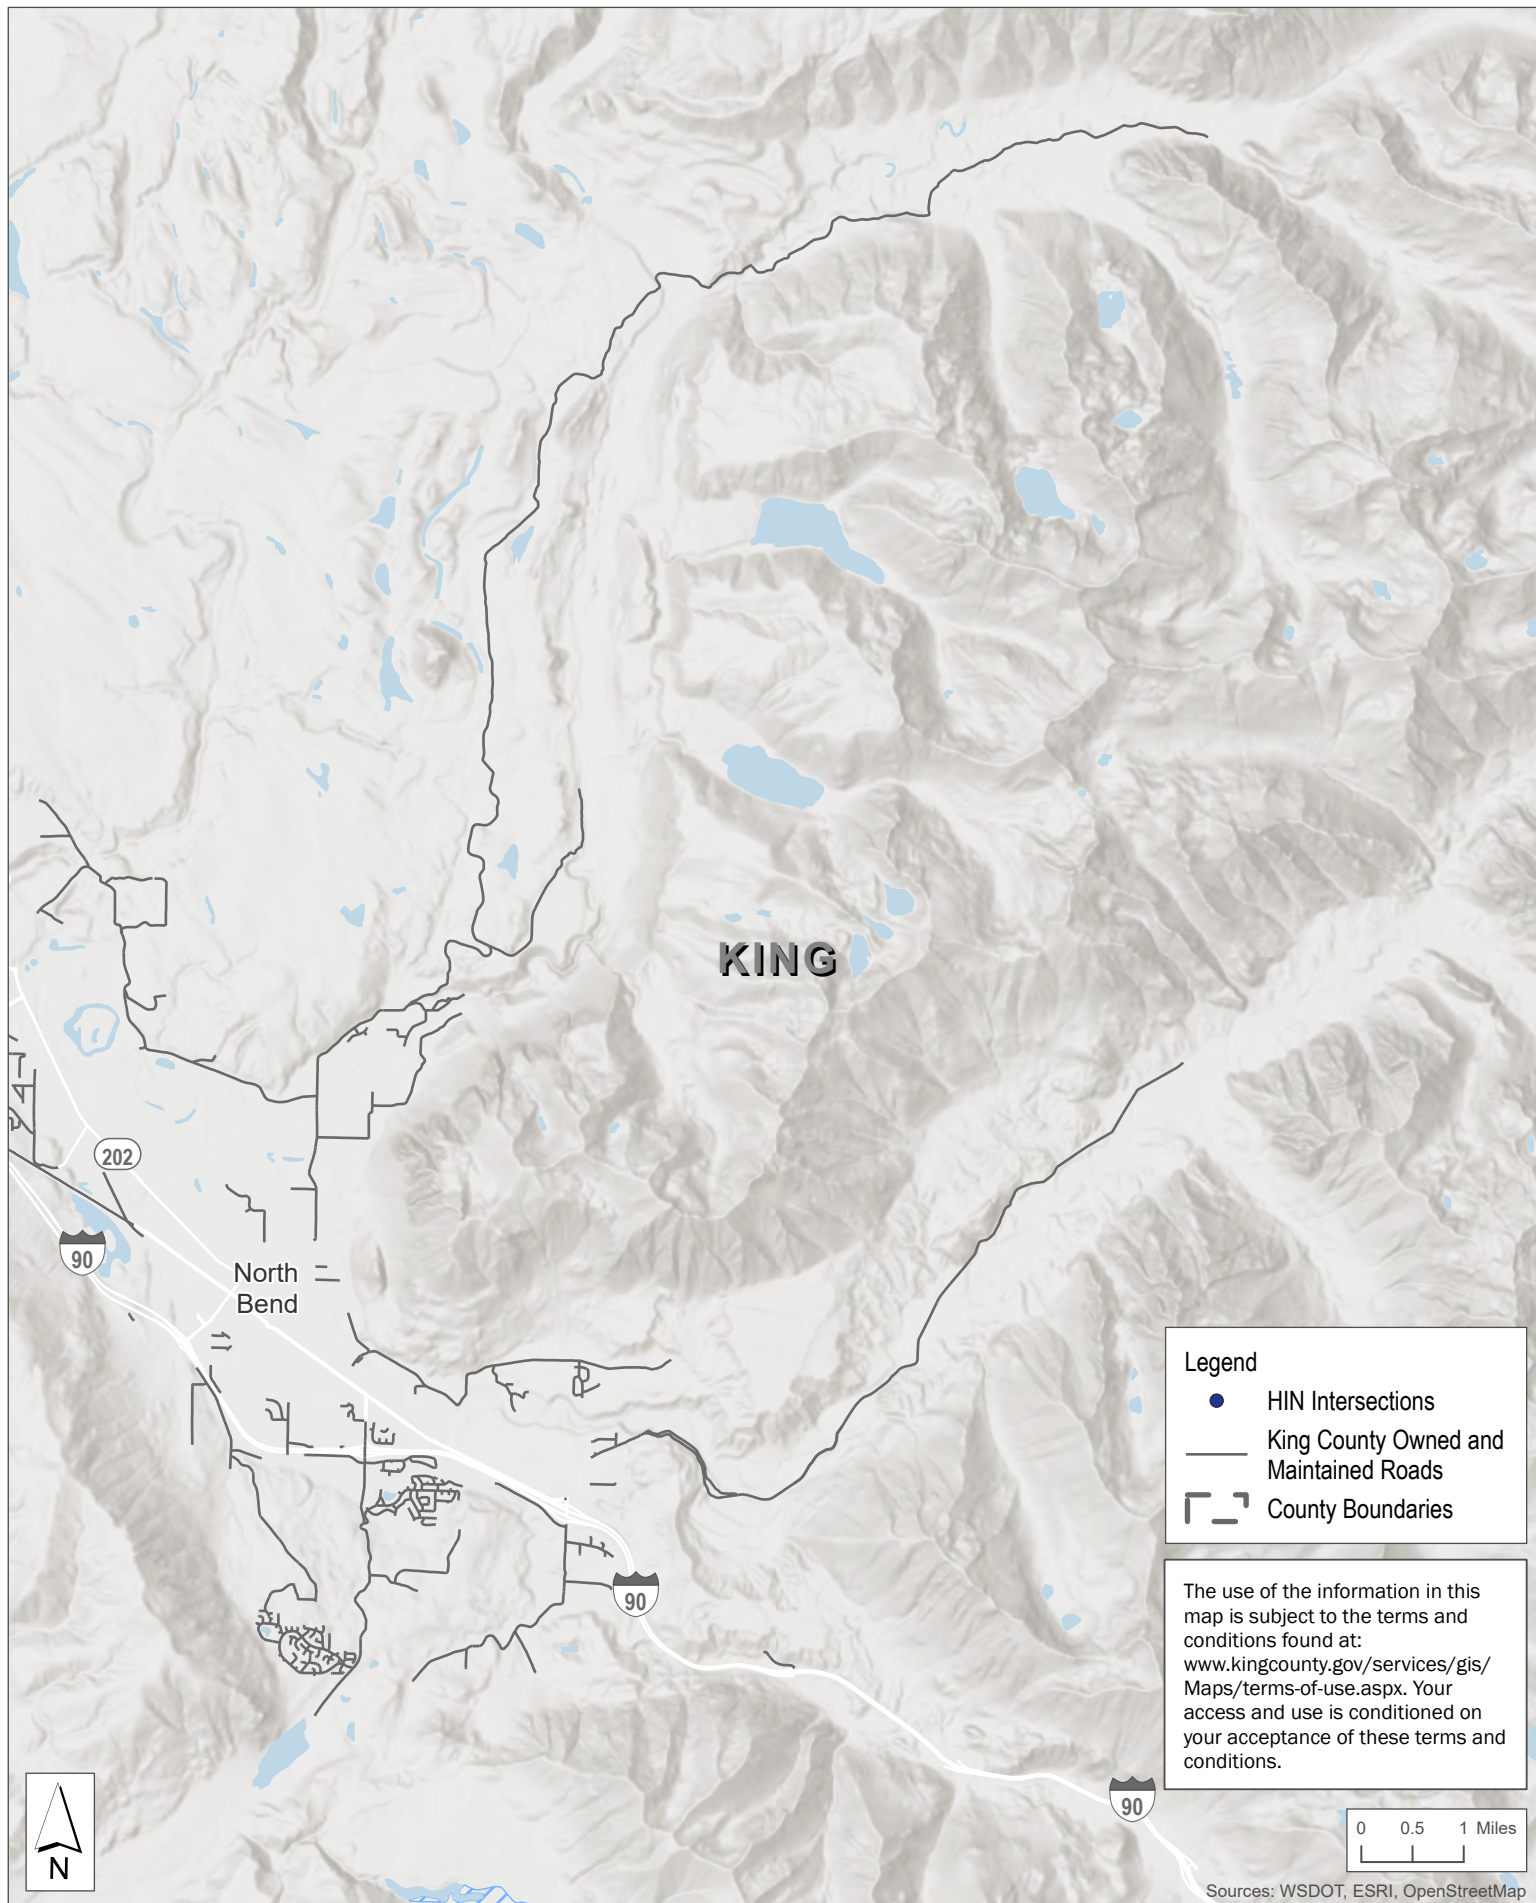 KING
202
90
North
Bend
Legend
HIN Intersections
King County Owned and
Maintained Roads
County Boundaries
The use of the information in this
map is subject to the terms and
conditions found at:
www.kingcounty.gov/services/gis/
Maps/terms-of-use.aspx. Your
access and use is conditioned on
your acceptance of these terms and
conditions.
90
90
N
0 0.5 1 Miles
Sources: WSDOT, ESRI, OpenStreetMap